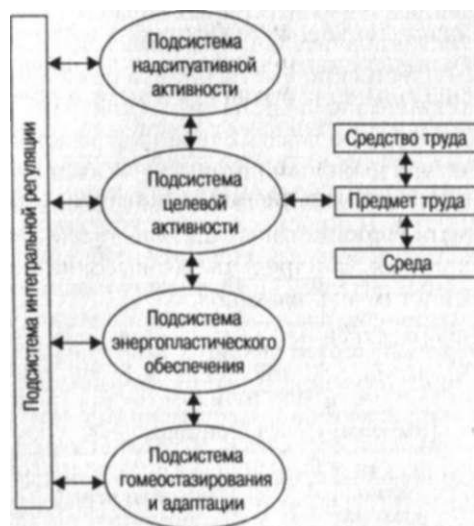 Подсистема интегральной регуляции
Подсистема
надситуативной
активности
Подсистема
целевой
активности
Средство труда
Предмет труда
Среда
Подсистема
энергопластического
обеспечения
Подсистема
гомеостазирования
и адаптации